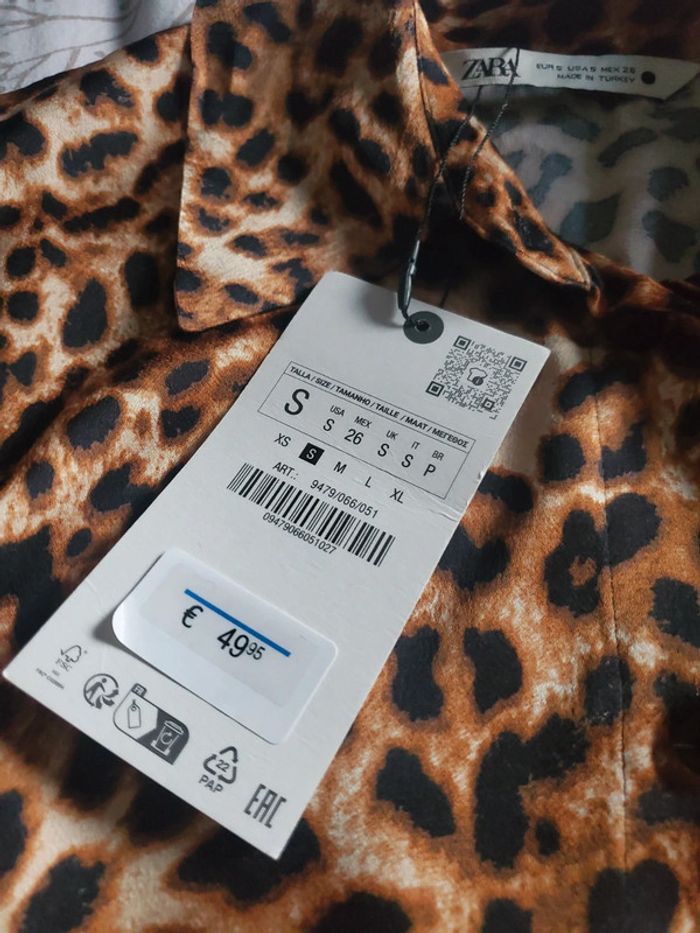 ZARA
EUR S USA S MEX 26
MADE IN TURKEY
TALLA / SIZE / TAMANHO / TAILLE / MAAT / ΜΕΓΕΘΟΣ
S
USA MEX UK IT BR
S 26 S S P
XS S M L XL
ART.: 9479/066/051
09479066051027
€ 49,95
FR
22
PAP
EAC